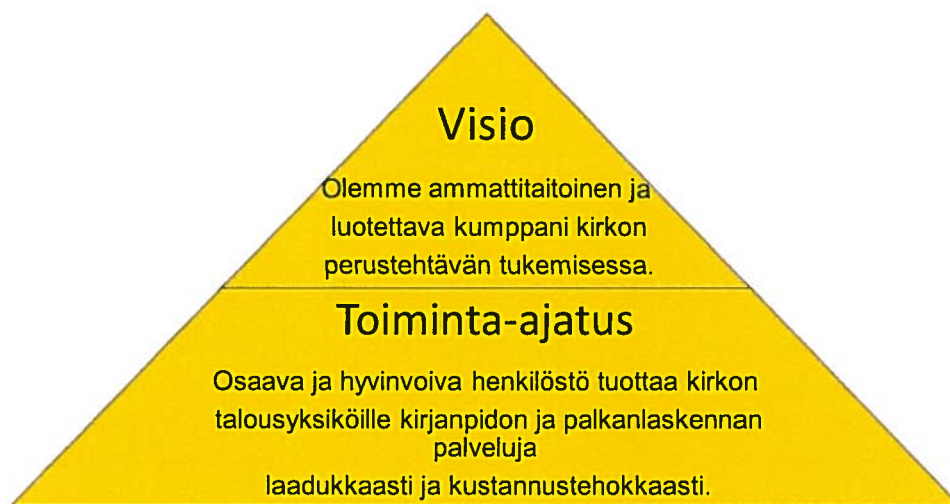 Visio
Olemme ammattitaitoinen ja
luotettava kumppani kirkon
perustehtävän tukemisessa.
Toiminta-ajatus
Osaava ja hyvinvoiva henkilöstö tuottaa kirkon
talousyksiköille kirjanpidon ja palkanlaskennan
palveluja
laadukkaasti ja kustannustehokkaasti.